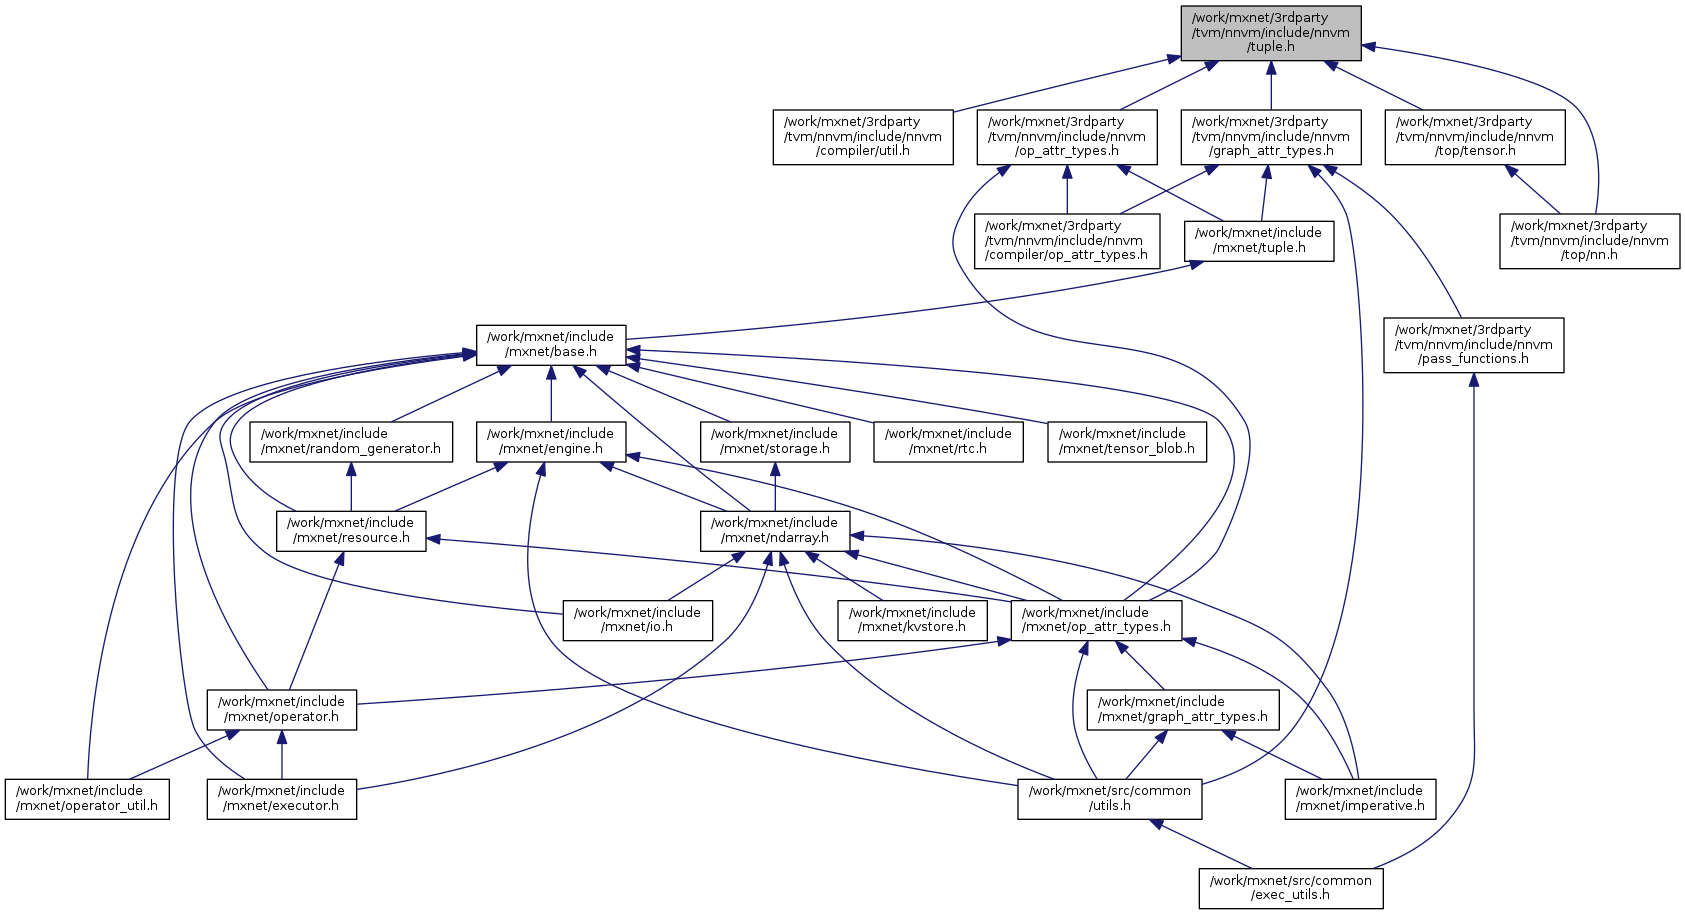 /work/mxnet/3rdparty
/tvm/nnvm/include/nnvm
/tuple.h
/work/mxnet/3rdparty
/tvm/nnvm/include/nnvm
/compiler/util.h
/work/mxnet/3rdparty
/tvm/nnvm/include/nnvm
/op_attr_types.h
/work/mxnet/3rdparty
/tvm/nnvm/include/nnvm
/graph_attr_types.h
/work/mxnet/3rdparty
/tvm/nnvm/include/nnvm
/top/tensor.h
/work/mxnet/3rdparty
/tvm/nnvm/include/nnvm
/compiler/op_attr_types.h
/work/mxnet/include
/mxnet/tuple.h
/work/mxnet/3rdparty
/tvm/nnvm/include/nnvm
/top/nn.h
/work/mxnet/include
/mxnet/base.h
/work/mxnet/3rdparty
/tvm/nnvm/include/nnvm
/pass_functions.h
/work/mxnet/include
/mxnet/random_generator.h
/work/mxnet/include
/mxnet/engine.h
/work/mxnet/include
/mxnet/storage.h
/work/mxnet/include
/mxnet/rtc.h
/work/mxnet/include
/mxnet/tensor_blob.h
/work/mxnet/include
/mxnet/resource.h
/work/mxnet/include
/mxnet/ndarray.h
/work/mxnet/include
/mxnet/io.h
/work/mxnet/include
/mxnet/kvstore.h
/work/mxnet/include
/mxnet/op_attr_types.h
/work/mxnet/include
/mxnet/operator.h
/work/mxnet/include
/mxnet/graph_attr_types.h
/work/mxnet/include
/mxnet/operator_util.h
/work/mxnet/include
/mxnet/executor.h
/work/mxnet/src/common
/utils.h
/work/mxnet/include
/mxnet/imperative.h
/work/mxnet/src/common
/exec_utils.h